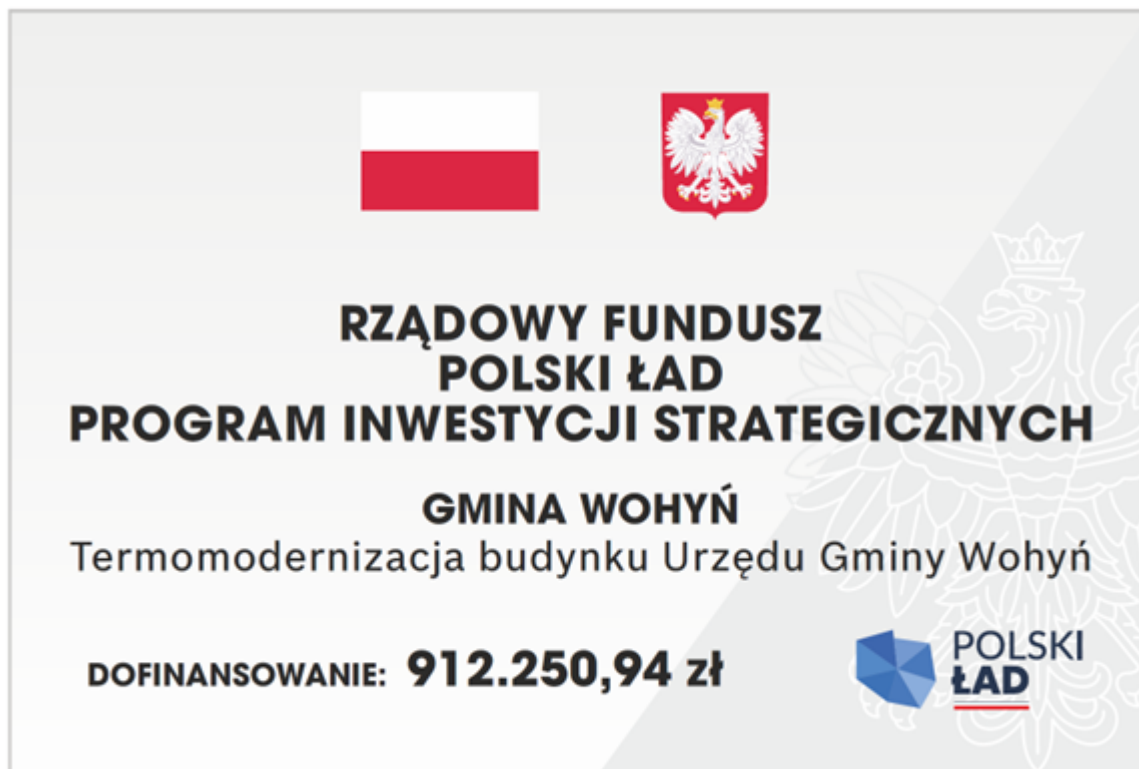 RZĄDOWY FUNDUSZ
POLSKI ŁAD
PROGRAM INWESTYCJI STRATEGICZNYCH
GMINA WOHYŃ
Termomodernizacja budynku Urzędu Gminy Wohyń
DOFINANSOWANIE: 912.250,94 zł
POLSKI
ŁAD